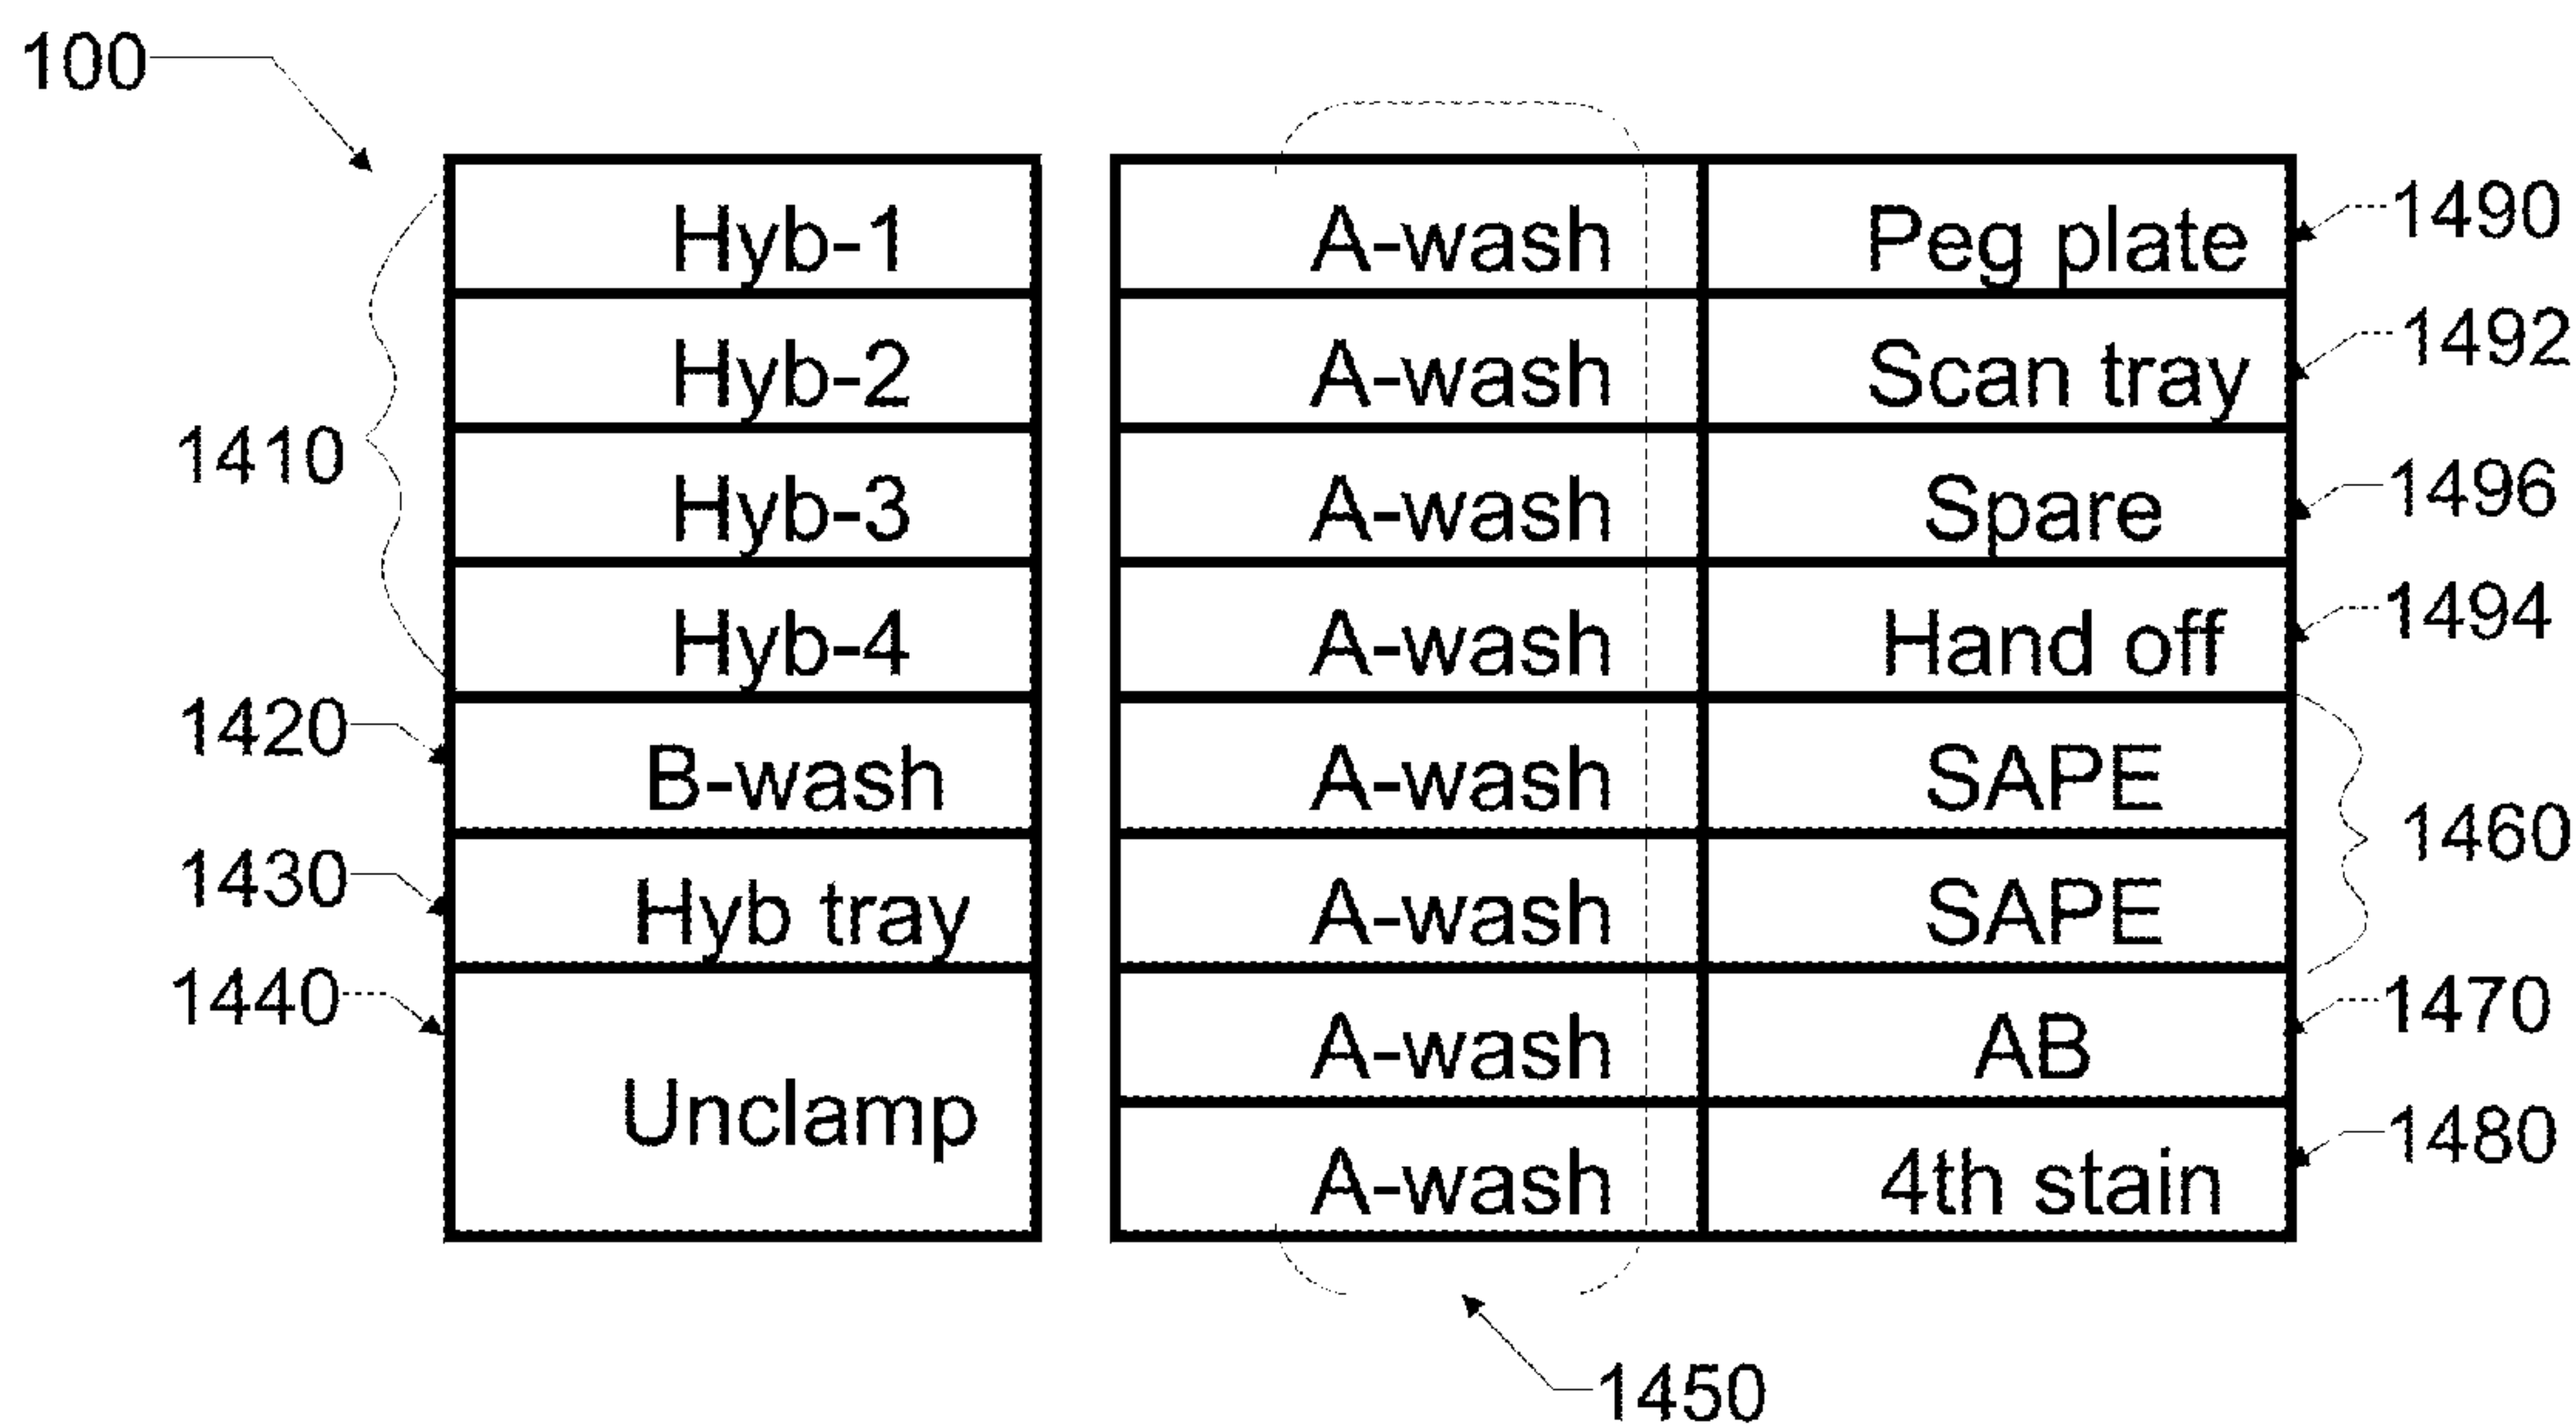 100
Hyb-1 A-wash Peg plate 1490
Hyb-2 A-wash Scan tray 1492
1410 Hyb-3 A-wash Spare 1496
Hyb-4 A-wash Hand off 1494
1420 B-wash A-wash SAPE
1460
1430 Hyb tray A-wash SAPE
1440 A-wash AB 1470
Unclamp
A-wash 4th stain 1480
1450